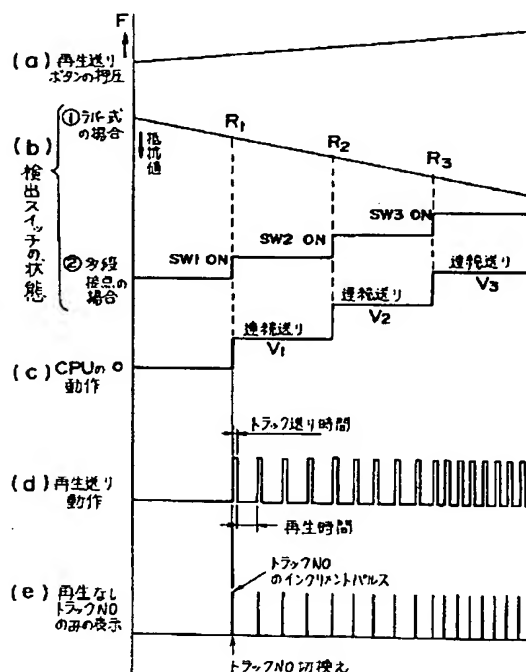 F
(a) 再生送り
ボタンの押圧
(b) 検出スイッチの状態
① ラバー式
の場合
抵抗値
R1
R2
R3
② 多段
接点の
場合
SW1 ON
SW2 ON
SW3 ON
連続送り
V1
連続送り
V2
連続送り
V3
(c) CPUの
動作
O
トラック送り時間
(d) 再生送り
動作
再生時間
トラックNO
のインクリメントパルス
(e) 再生なし
トラックNO
のみの表示
トラックNO切換え